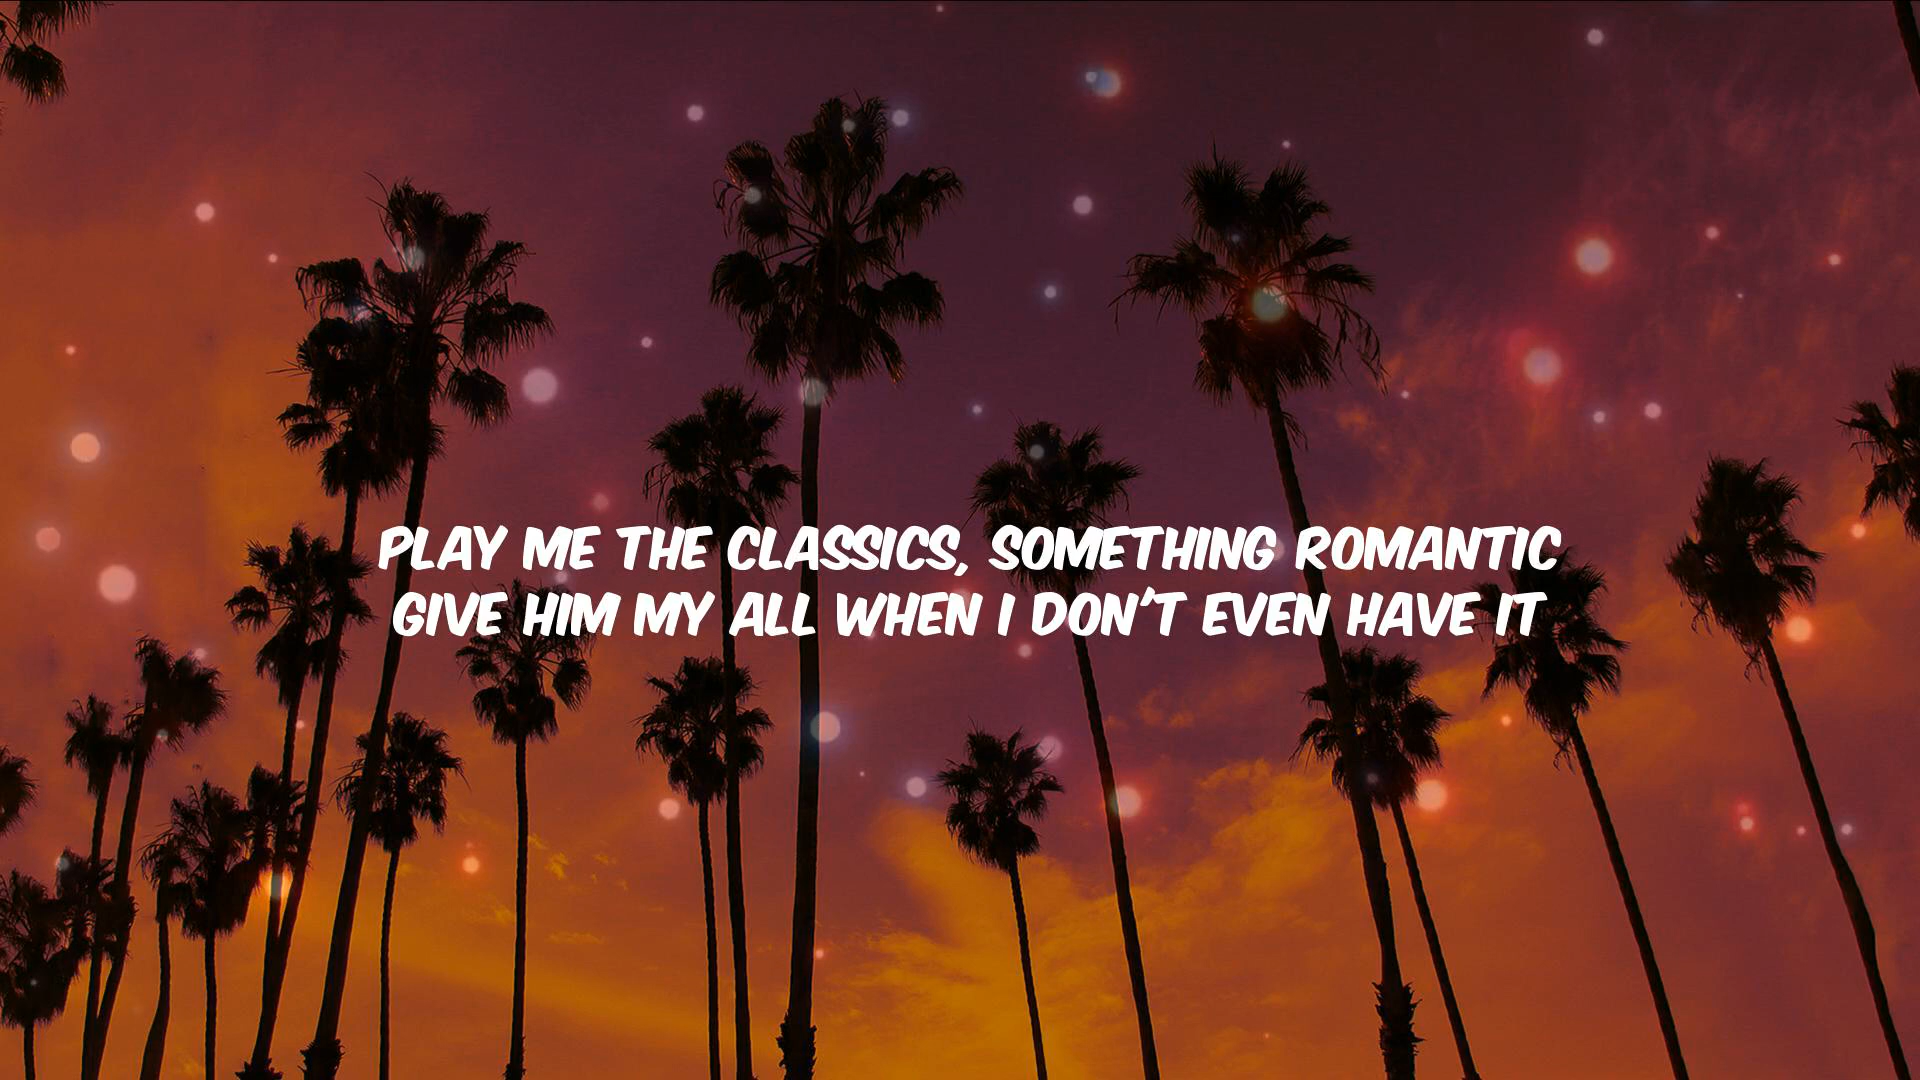 PLAY ME THE CLASSICS, SOMETHING ROMANTIC
GIVE HIM MY ALL WHEN I DON'T EVEN HAVE IT